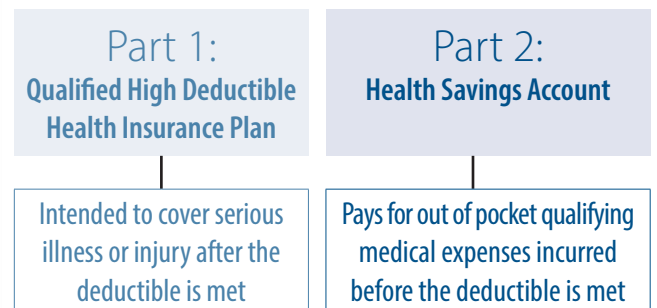 Part 1:
Qualified High Deductible
Health Insurance Plan
Intended to cover serious
illness or injury after the
deductible is met
Part 2:
Health Savings Account
Pays for out of pocket qualifying
medical expenses incurred
before the deductible is met